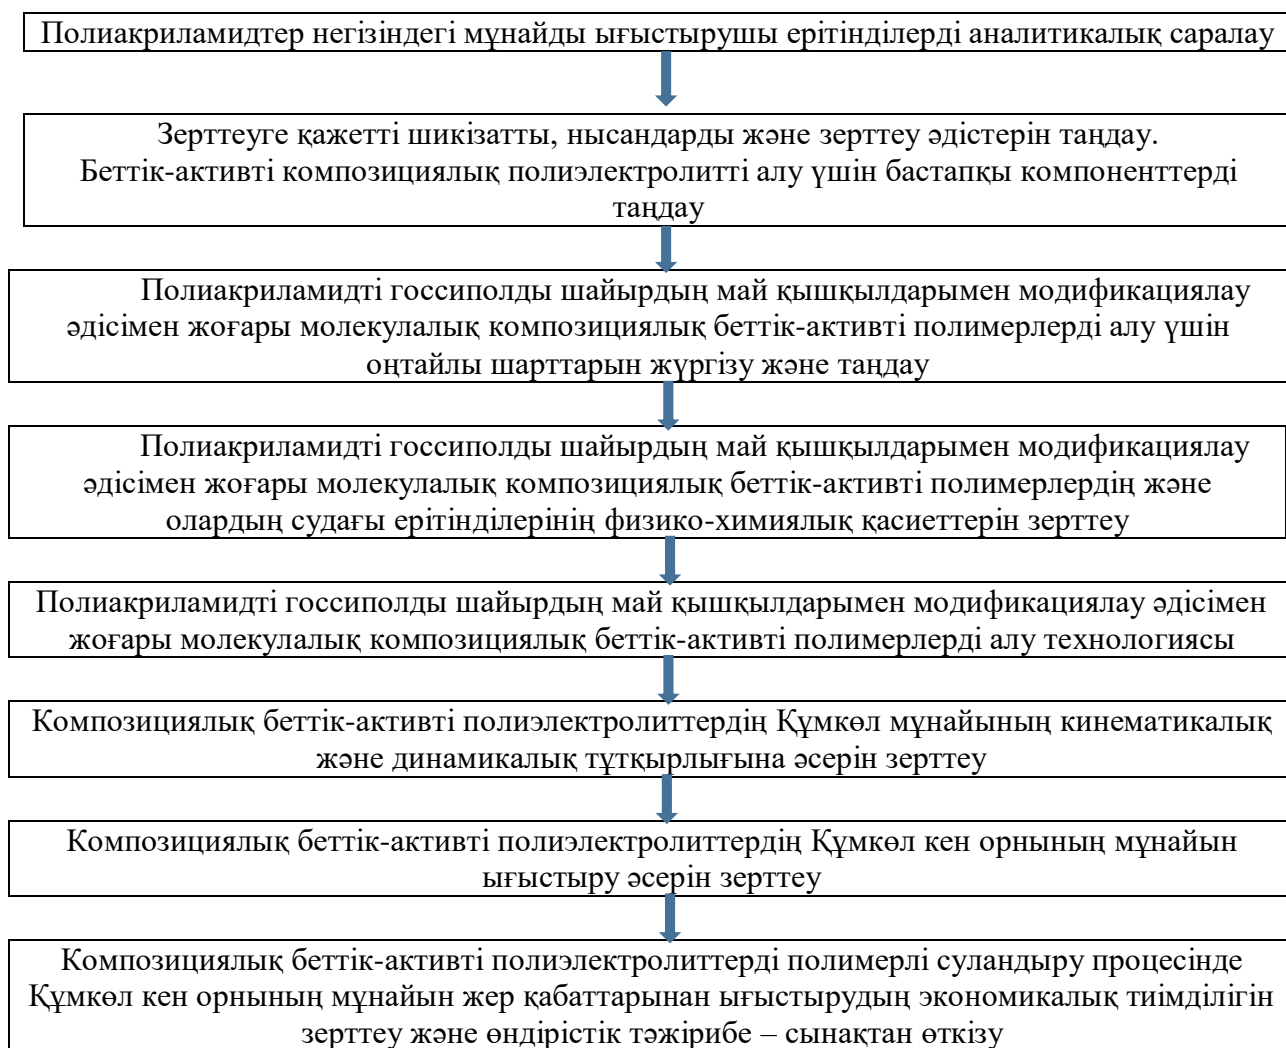 Полиакриламидтер негізіндегі мұнайды ығыстырушы ерітінділерді аналитикалық саралау
Зерттеуге қажетті шикізатты, нысандарды және зерттеу әдістерін таңдау.
Беттік-активті композициялық полиэлектролитті алу үшін бастапқы компоненттерді
таңдау
Полиакриламидті госсиполды шайырдың май қышқылдарымен модификациялау
әдісімен жоғары молекулалық композициялық беттік-активті полимерлерді алу үшін
оңтайлы шарттарын жүргізу және таңдау
Полиакриламидті госсиполды шайырдың май қышқылдарымен модификациялау
әдісімен жоғары молекулалық композициялық беттік-активті полимерлердің және
олардың судағы ерітінділерінің физико-химиялық қасиеттерін зерттеу
Полиакриламидті госсиполды шайырдың май қышқылдарымен модификациялау әдісімен
жоғары молекулалық композициялық беттік-активті полимерлерді алу технологиясы
Композициялық беттік-активті полиэлектролиттердің Құмкөл мұнайының кинематикалық
және динамикалық тұтқырлығына әсерін зерттеу
Композициялық беттік-активті полиэлектролиттердің Құмкөл кен орнының мұнайын
ығыстыру әсерін зерттеу
Композициялық беттік-активті полиэлектролиттерді полимерлі суландыру процесінде
Құмкөл кен орнының мұнайын жер қабаттарынан ығыстырудың экономикалық тиімділігін
зерттеу және өндірістік тәжірибе – сынақтан өткізу